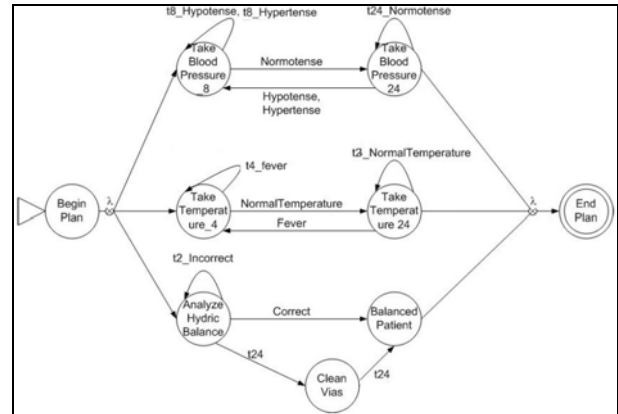 t8_Hypotense, t8_Hypertense
t24_Normotense
Take
Blood
Pressure
_8
Normotense
Take
Blood
Pressure
24
Hypotense,
Hypertense
t4_fever
t3_NormalTemperature
Begin
Plan
λ
Take
Temperat
ure_4
NormalTemperature
Fever
Take
Temperat
ure 24
λ
End
Plan
t2_Incorrect
Analyze
Hydric
Balance
Correct
Balanced
Patient
t24
Clean
Vias
t24